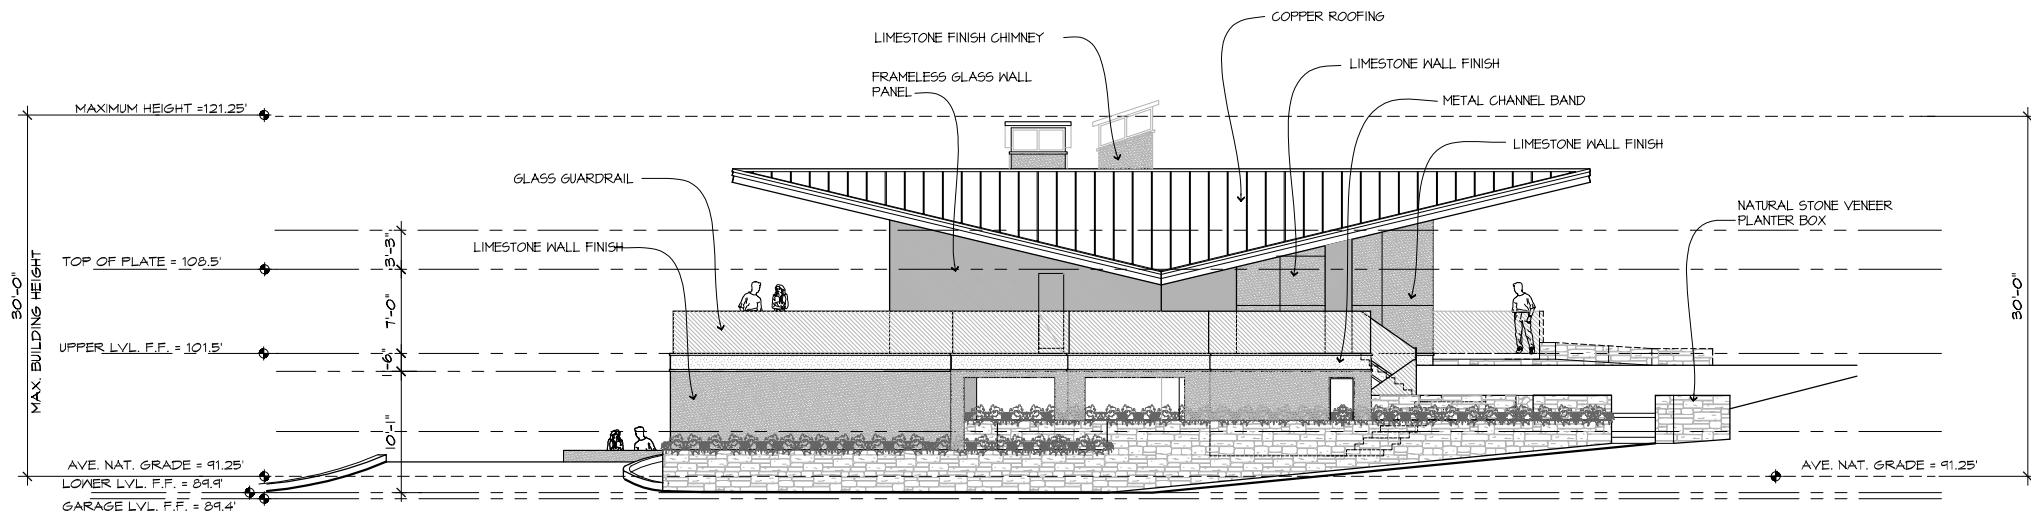 COPPER ROOFING
LIMESTONE FINISH CHIMNEY
LIMESTONE WALL FINISH
FRAMELESS GLASS WALL
PANEL
METAL CHANNEL BAND
MAXIMUM HEIGHT =121.25'
LIMESTONE WALL FINISH
GLASS GUARDRAIL
NATURAL STONE VENEER
PLANTER BOX
LIMESTONE WALL FINISH
TOP OF PLATE = 108.5'
UPPER LVL. F.F. = 101.5'
30'-0"
MAX. BUILDING HEIGHT
3'-3"
7'-0"
1'-6"
10'-11"
30'-0"
AVE. NAT. GRADE = 91.25'
LOWER LVL. F.F. = 89.9'
GARAGE LVL. F.F. = 89.4'
AVE. NAT. GRADE = 91.25'